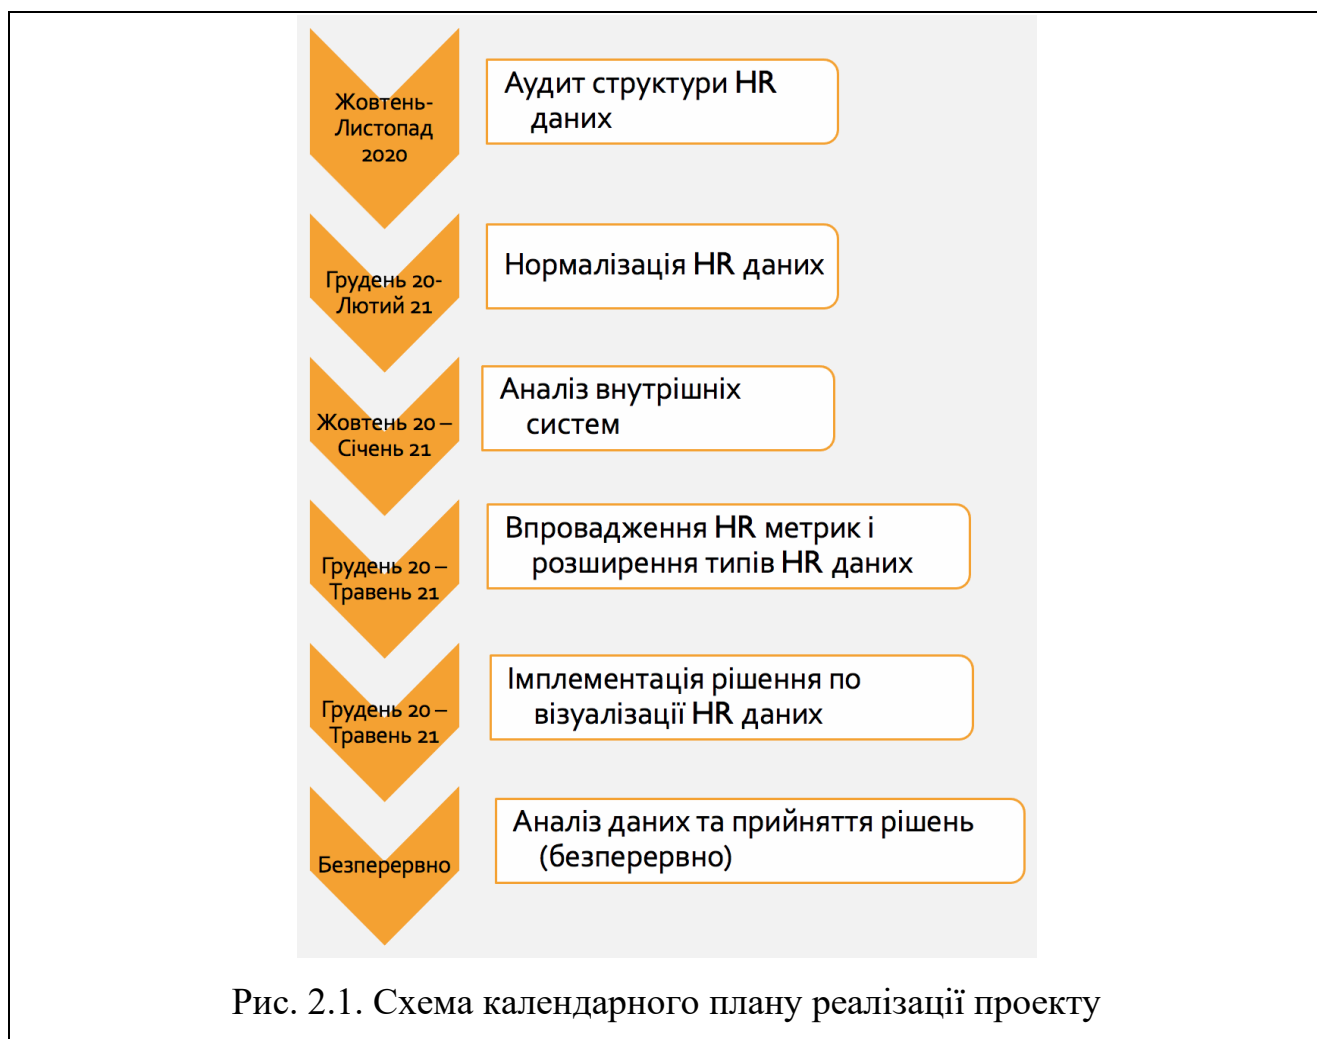 Жовтень-
Листопад
2020
Аудит структури HR
даних
Грудень 20-
Лютий 21
Нормалізація HR даних
Жовтень 20 –
Січень 21
Аналіз внутрішніх
систем
Грудень 20 –
Травень 21
Впровадження HR метрик і
розширення типів HR даних
Грудень 20 –
Травень 21
Імплементація рішення по
візуалізації HR даних
Безперервно
Аналіз даних та прийняття рішень
(безперервно)
Рис. 2.1. Схема календарного плану реалізації проекту